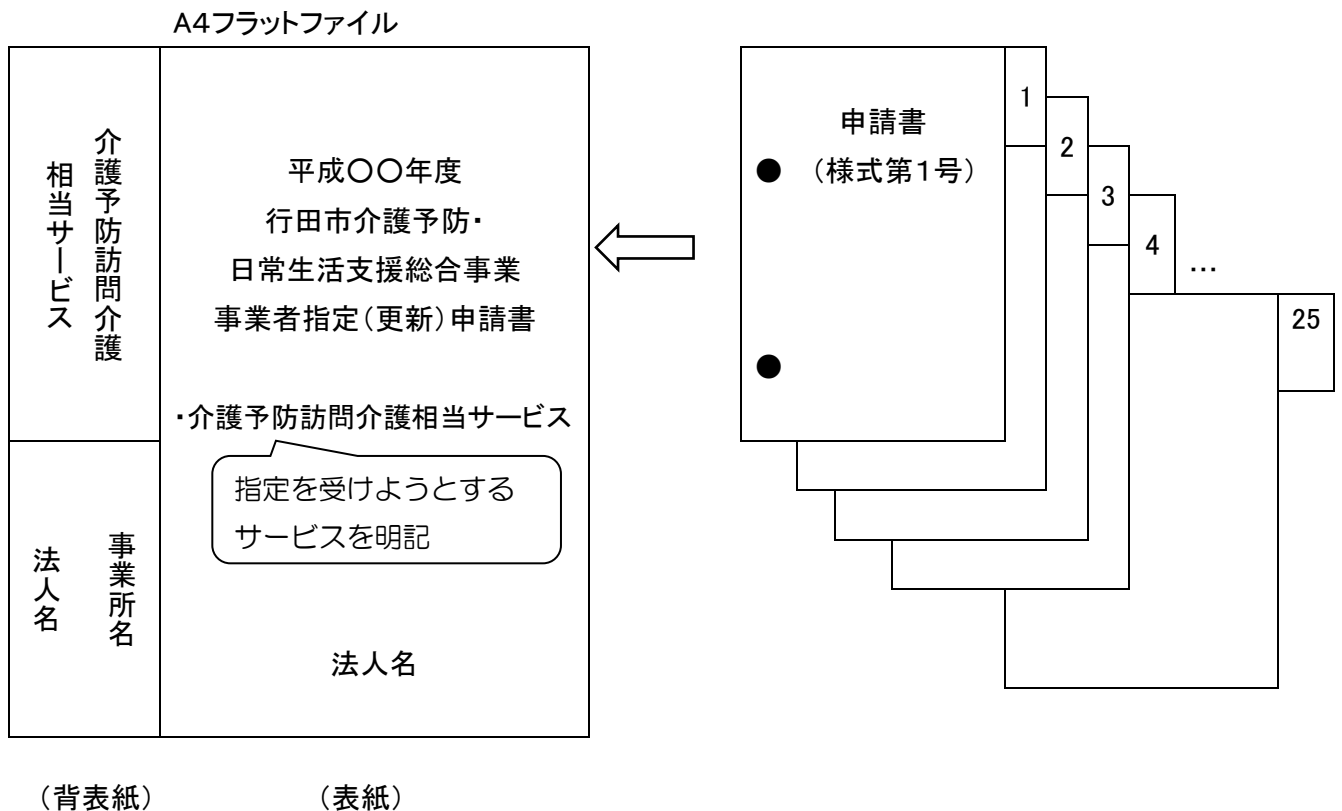 A4フラットファイル
介護予防訪問介護
相当サービス
事業所名
法人名
平成〇〇年度
行田市介護予防・
日常生活支援総合事業
事業者指定(更新)申請書
・介護予防訪問介護相当サービス
指定を受けようとする
サービスを明記
法人名
申請書
(様式第1号)
1
2
3
4
…
25
(背表紙)
(表紙)